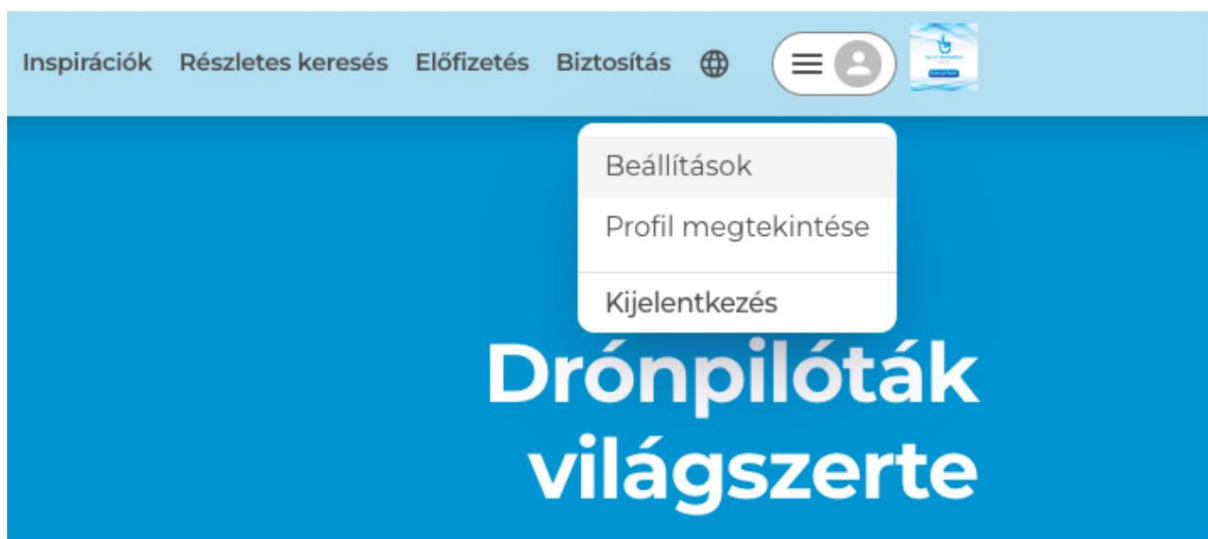 Inspirációk Részletes keresés Előfizetés Biztosítás
Beállítások
Profil megtekintése
Kijelentkezés
Drónpilóták
világszerte